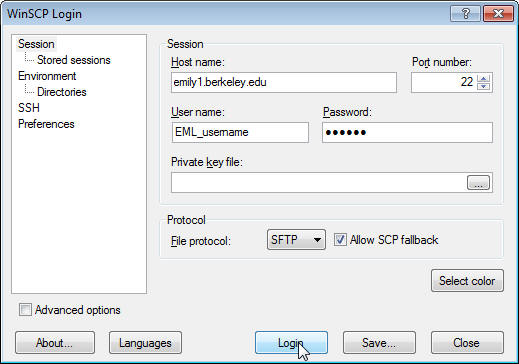 WinSCP Login
Session
Stored sessions
Environment
Directories
SSH
Preferences
Session
Host name:
Port number:
emily1.berkeley.edu
22
User name:
Password:
EML_username
●●●●●●
Private key file:
...
Protocol
File protocol:
SFTP
Allow SCP fallback
Select color
Advanced options
About...
Languages
Login
Save...
Close